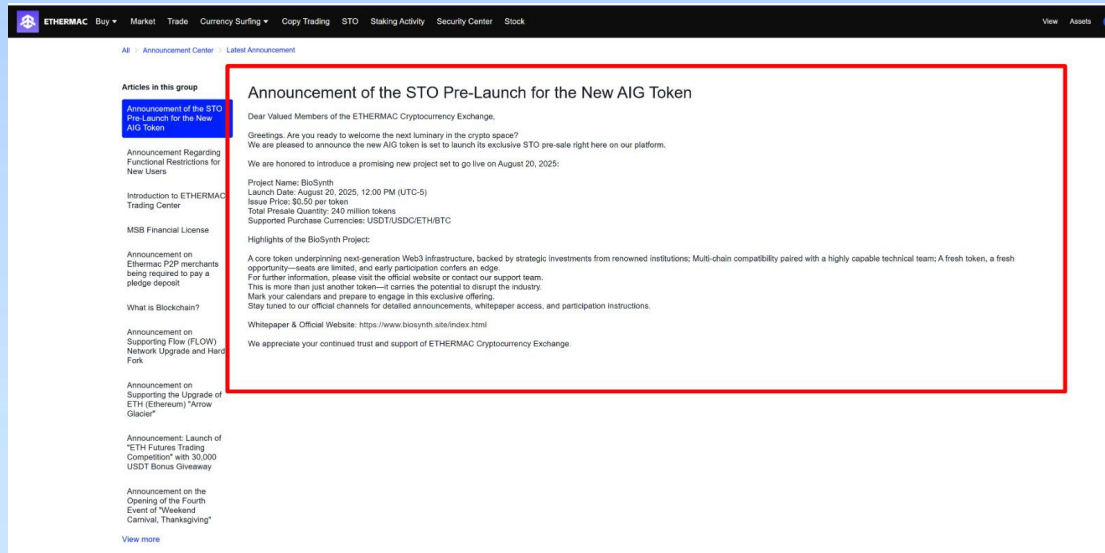 ETHERMAC Buy Market Trade Currency Surfing Copy Trading STO Staking Activity Security Center Stock View Assets
All > Announcement Center > Latest Announcement
Articles in this group
Announcement of the STO
Pre-Launch for the New
AIG Token
Announcement Regarding
Functional Restrictions for
New Users
Introduction to ETHERMAC
Trading Center
MSB Financial License
Announcement on
Ethermac P2P merchants
being required to pay a
pledge deposit
What is Blockchain?
Announcement on
Supporting Flow (FLOW)
Network Upgrade and Hard
Fork
Announcement on
Supporting the Upgrade of
ETH (Ethereum) "Arrow
Glacier"
Announcement: Launch of
"ETH Futures Trading
Competition" with 30,000
USDT Bonus Giveaway
Announcement on the
Opening of the Fourth
Event of "Weekend
Carnival, Thanksgiving"
View more
Announcement of the STO Pre-Launch for the New AIG Token
Dear Valued Members of the ETHERMAC Cryptocurrency Exchange,
Greetings. Are you ready to welcome the next luminary in the crypto space?
We are pleased to announce the new AIG token is set to launch its exclusive STO pre-sale right here on our platform.
We are honored to introduce a promising new project set to go live on August 20, 2025:
Project Name: BioSynth
Launch Date: August 20, 2025, 12:00 PM (UTC-5)
Issue Price: $0.50 per token
Total Presale Quantity: 240 million tokens
Supported Purchase Currencies: USDT/USDC/ETH/BTC
Highlights of the BioSynth Project:
A core token underpinning next-generation Web3 infrastructure, backed by strategic investments from renowned institutions; Multi-chain compatibility paired with a highly capable technical team; A fresh token, a fresh
opportunity—seats are limited, and early participation confers an edge.
For further information, please visit the official website or contact our support team.
This is more than just another token—it carries the potential to disrupt the industry.
Mark your calendars and prepare to engage in this exclusive offering.
Stay tuned to our official channels for detailed announcements, whitepaper access, and participation instructions.
Whitepaper & Official Website: https://www.biosynth.site/index.html
We appreciate your continued trust and support of ETHERMAC Cryptocurrency Exchange.